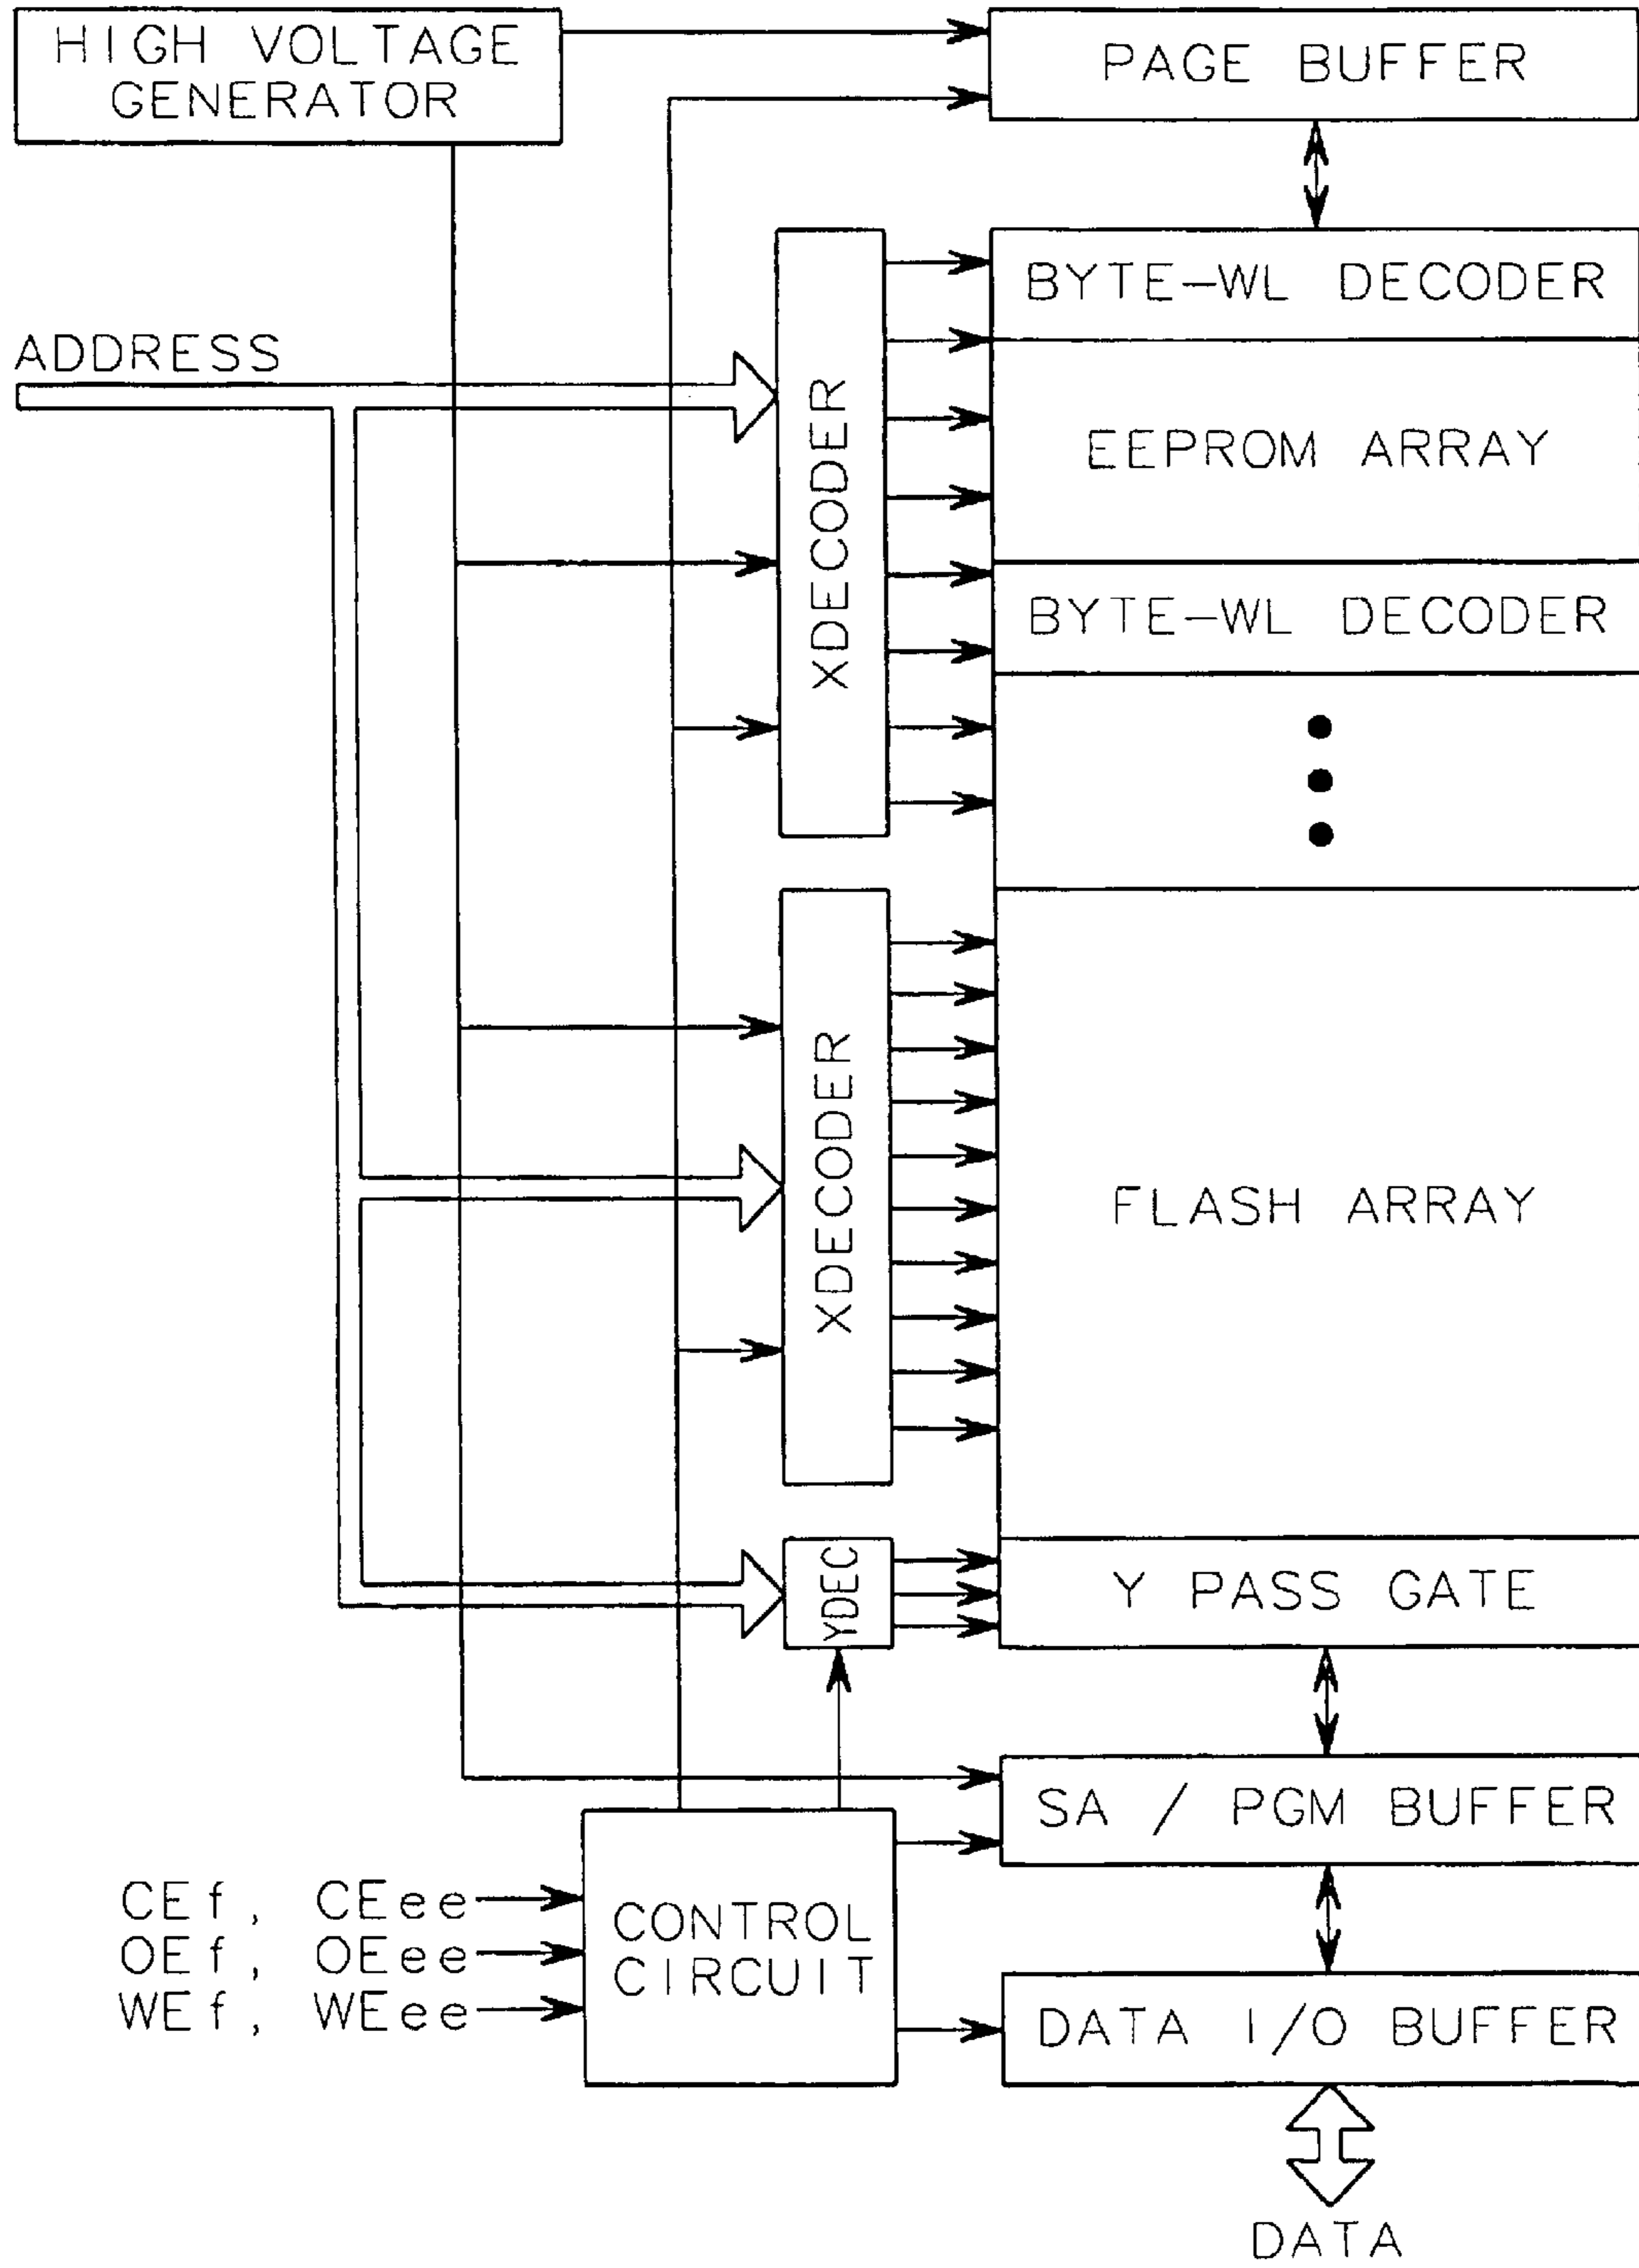 HIGH VOLTAGE
GENERATOR
PAGE BUFFER
BYTE-WL DECODER
ADDRESS
XDECODER
EEPROM ARRAY
BYTE-WL DECODER
XDECODER
FLASH ARRAY
YDEC
Y PASS GATE
SA / PGM BUFFER
CEf, CEee
OEf, OEee
WEf, WEee
CONTROL
CIRCUIT
DATA I/O BUFFER
DATA